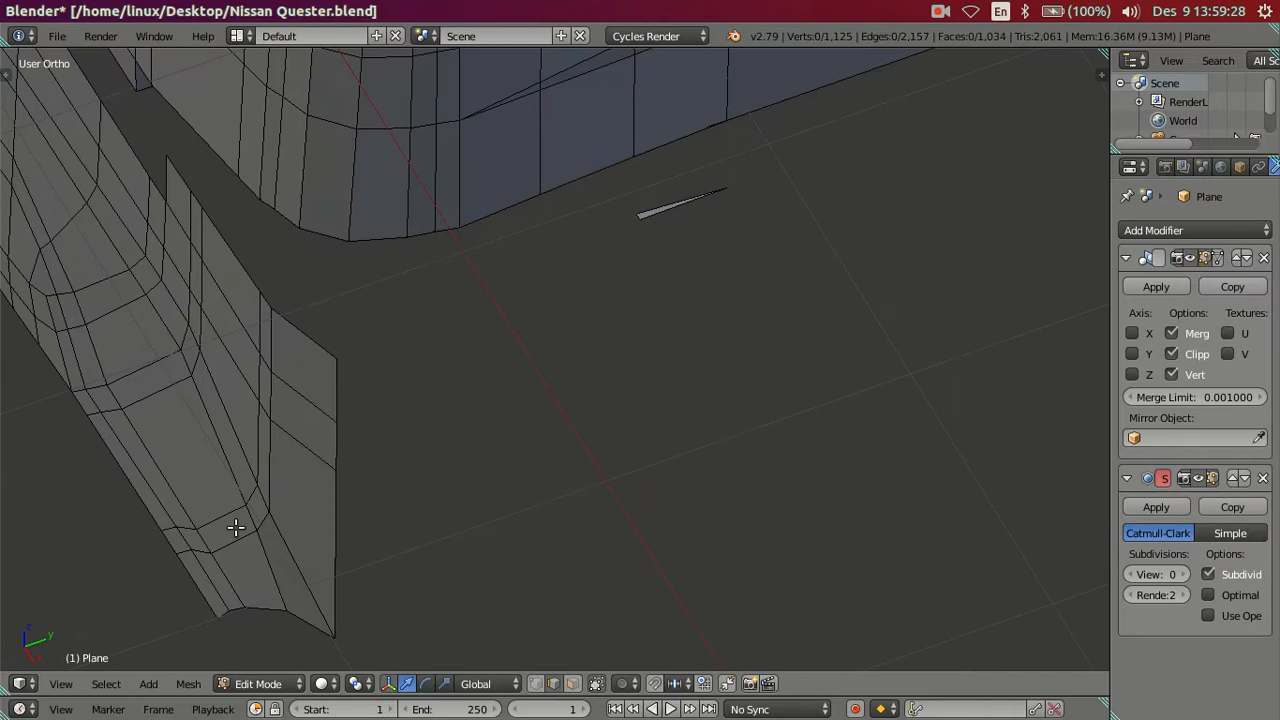 Blender* [/home/linux/Desktop/Nissan Quester.blend]
En (100%) Des 9 13:59:28
File Render Window Help Default Scene Cycles Render v2.79 | Verts:0/1,125 | Edges:0/2,157 | Faces:0/1,034 | Tris:2,061 | Mem:16.36M (9.13M) | Plane
User Ortho
View Search All Sc
Scene
RenderL
World
Plane
Add Modifier
Apply Copy
Axis: Options: Textures:
X Merg U
Y Clipp V
Z Vert
Merge Limit: 0.001000
Mirror Object:
S
Apply Copy
Catmull-Clark Simple
Subdivisions: Options:
View: 0 Subdivid
Rende:2 Optimal
Use Ope
z
y
x
(1) Plane
View Select Add Mesh Edit Mode Global
View Marker Frame Playback Start: 1 End: 250 1 No Sync